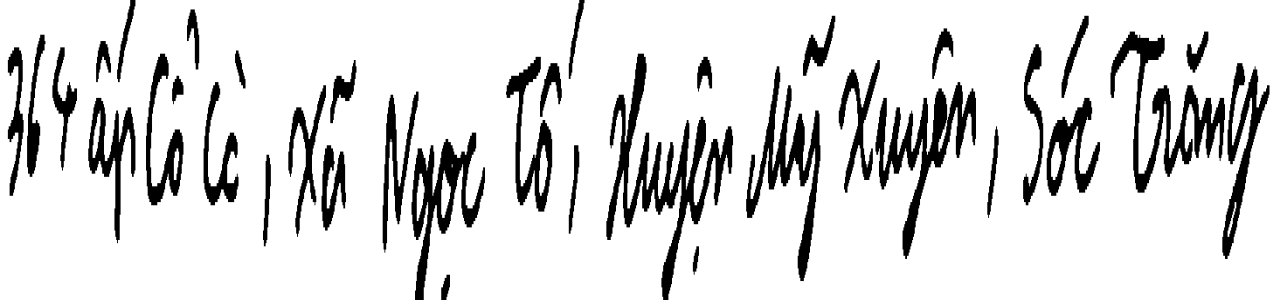 364 ấp Cổ Cò, Xã Ngọc Tố, Huyện Mỹ Xuyên, Sóc Trăng